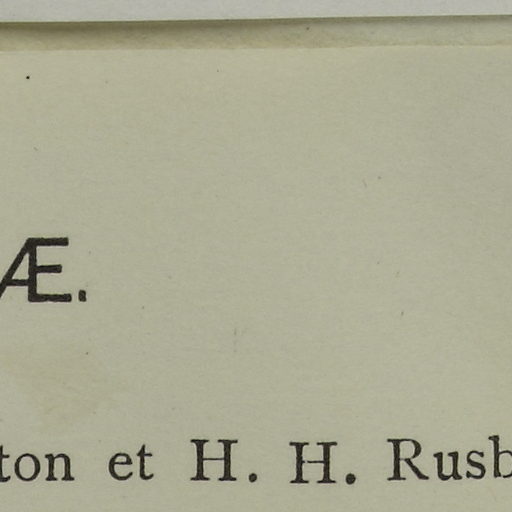 Æ.
ton et H. H. Rusb